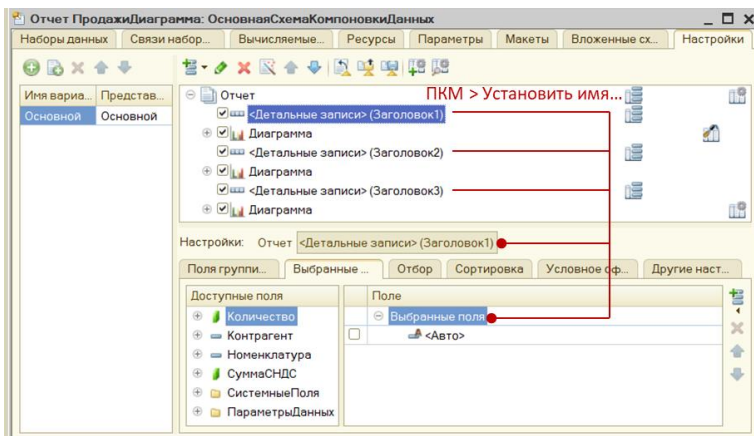 Отчет ПродажиДиаграмма: ОсновнаяСхемаКомпоновкиДанных
Наборы данных Связи набор... Вычисляемые... Ресурсы Параметры Макеты Вложенные сх... Настройки
Имя вариа... Представ...
Основной Основной
ПКМ > Установить имя...
Отчет
<Детальные записи> (Заголовок1)
Диаграмма
<Детальные записи> (Заголовок2)
Диаграмма
<Детальные записи> (Заголовок3)
Диаграмма
Настройки: Отчет <Детальные записи> (Заголовок1)
Поля группи... Выбранные ... Отбор Сортировка Условное оф... Другие наст...
Доступные поля
Количество
Контрагент
Номенклатура
СуммаСНДС
СистемныеПоля
ПараметрыДанных
Поле
Выбранные поля
<Авто>